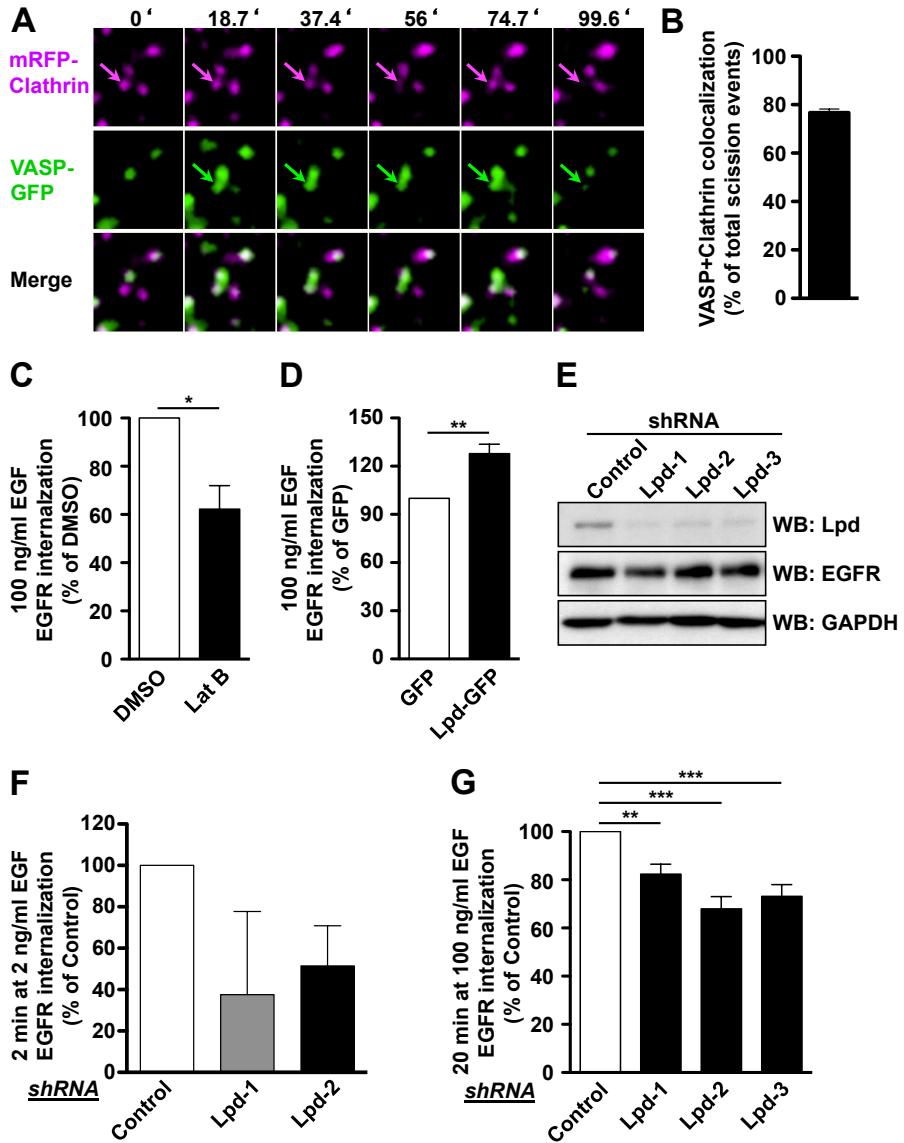 A
0 ‘ 18.7 ‘ 37.4 ‘ 56 ‘ 74.7 ‘ 99.6 ‘
mRFP-
Clathrin
VASP-
GFP
Merge
B
VASP+Clathrin colocalization
(% of total scission events)
100
80
60
40
20
0
C
100 ng/ml EGF
EGFR internalization
(% of DMSO)
100
80
60
40
20
0
*
DMSO
Lat B
D
100 ng/ml EGF
EGFR internalzation
(% of GFP)
150
120
90
60
30
0
**
GFP
Lpd-GFP
E
shRNA
Control Lpd-1 Lpd-2 Lpd-3
WB: Lpd
WB: EGFR
WB: GAPDH
F
2 min at 2 ng/ml EGF
EGFR internalization
(% of Control)
120
100
80
60
40
20
0
shRNA
Control
Lpd-1
Lpd-2
G
20 min at 100 ng/ml EGF
EGFR internalization
(% of Control)
100
80
60
40
20
0
***
***
**
shRNA
Control
Lpd-1
Lpd-2
Lpd-3